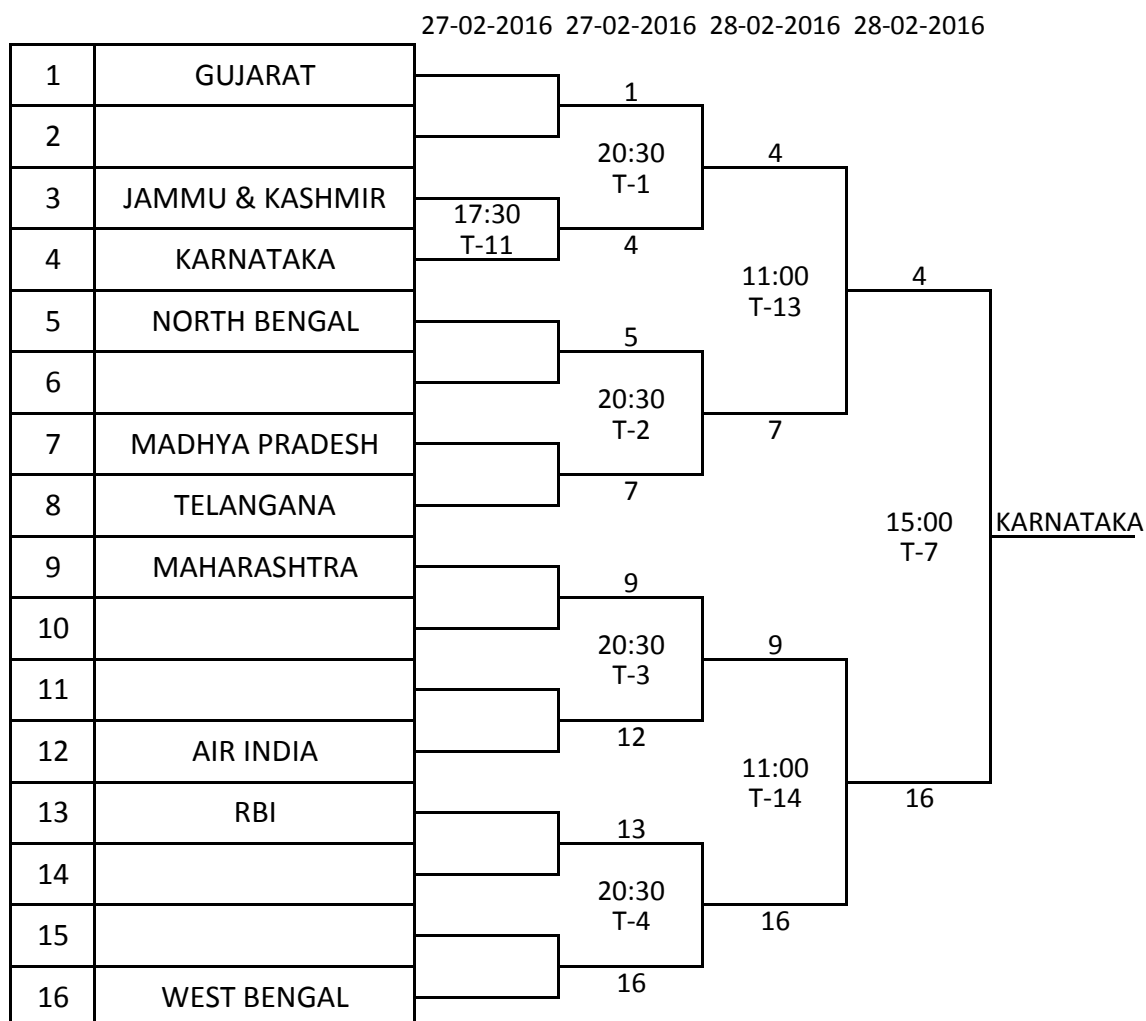 27-02-2016 27-02-2016 28-02-2016 28-02-2016
1 GUJARAT
1
2
20:30
T-1
4
3 JAMMU & KASHMIR
17:30
T-11
4
4 KARNATAKA
11:00
T-13
4
5 NORTH BENGAL
5
6
20:30
T-2
7
7 MADHYA PRADESH
7
8 TELANGANA
15:00
T-7
KARNATAKA
9 MAHARASHTRA
9
10
20:30
T-3
9
11
12
12 AIR INDIA
11:00
T-14
16
13 RBI
13
14
20:30
T-4
16
15
16
16 WEST BENGAL